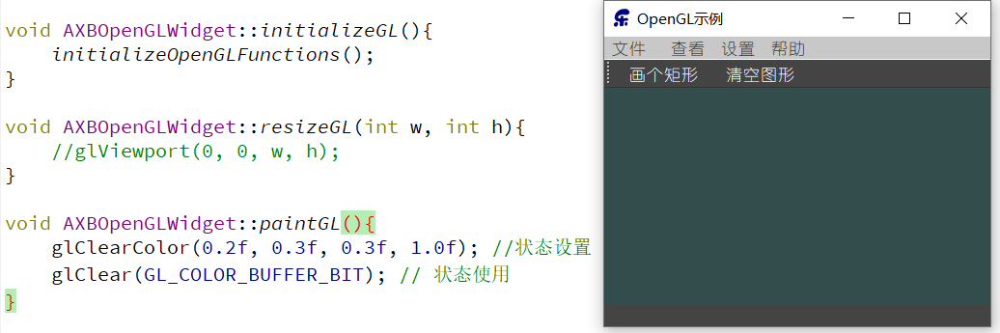 void AXBOpenGLWidget::initializeGL(){
    initializeOpenGLFunctions();
}
void AXBOpenGLWidget::resizeGL(int w, int h){
    //glViewport(0, 0, w, h);
}
void AXBOpenGLWidget::paintGL(){
    glClearColor(0.2f, 0.3f, 0.3f, 1.0f); //状态设置
    glClear(GL_COLOR_BUFFER_BIT); // 状态使用
}
OpenGL示例
文件 查看 设置 帮助
画个矩形 清空图形